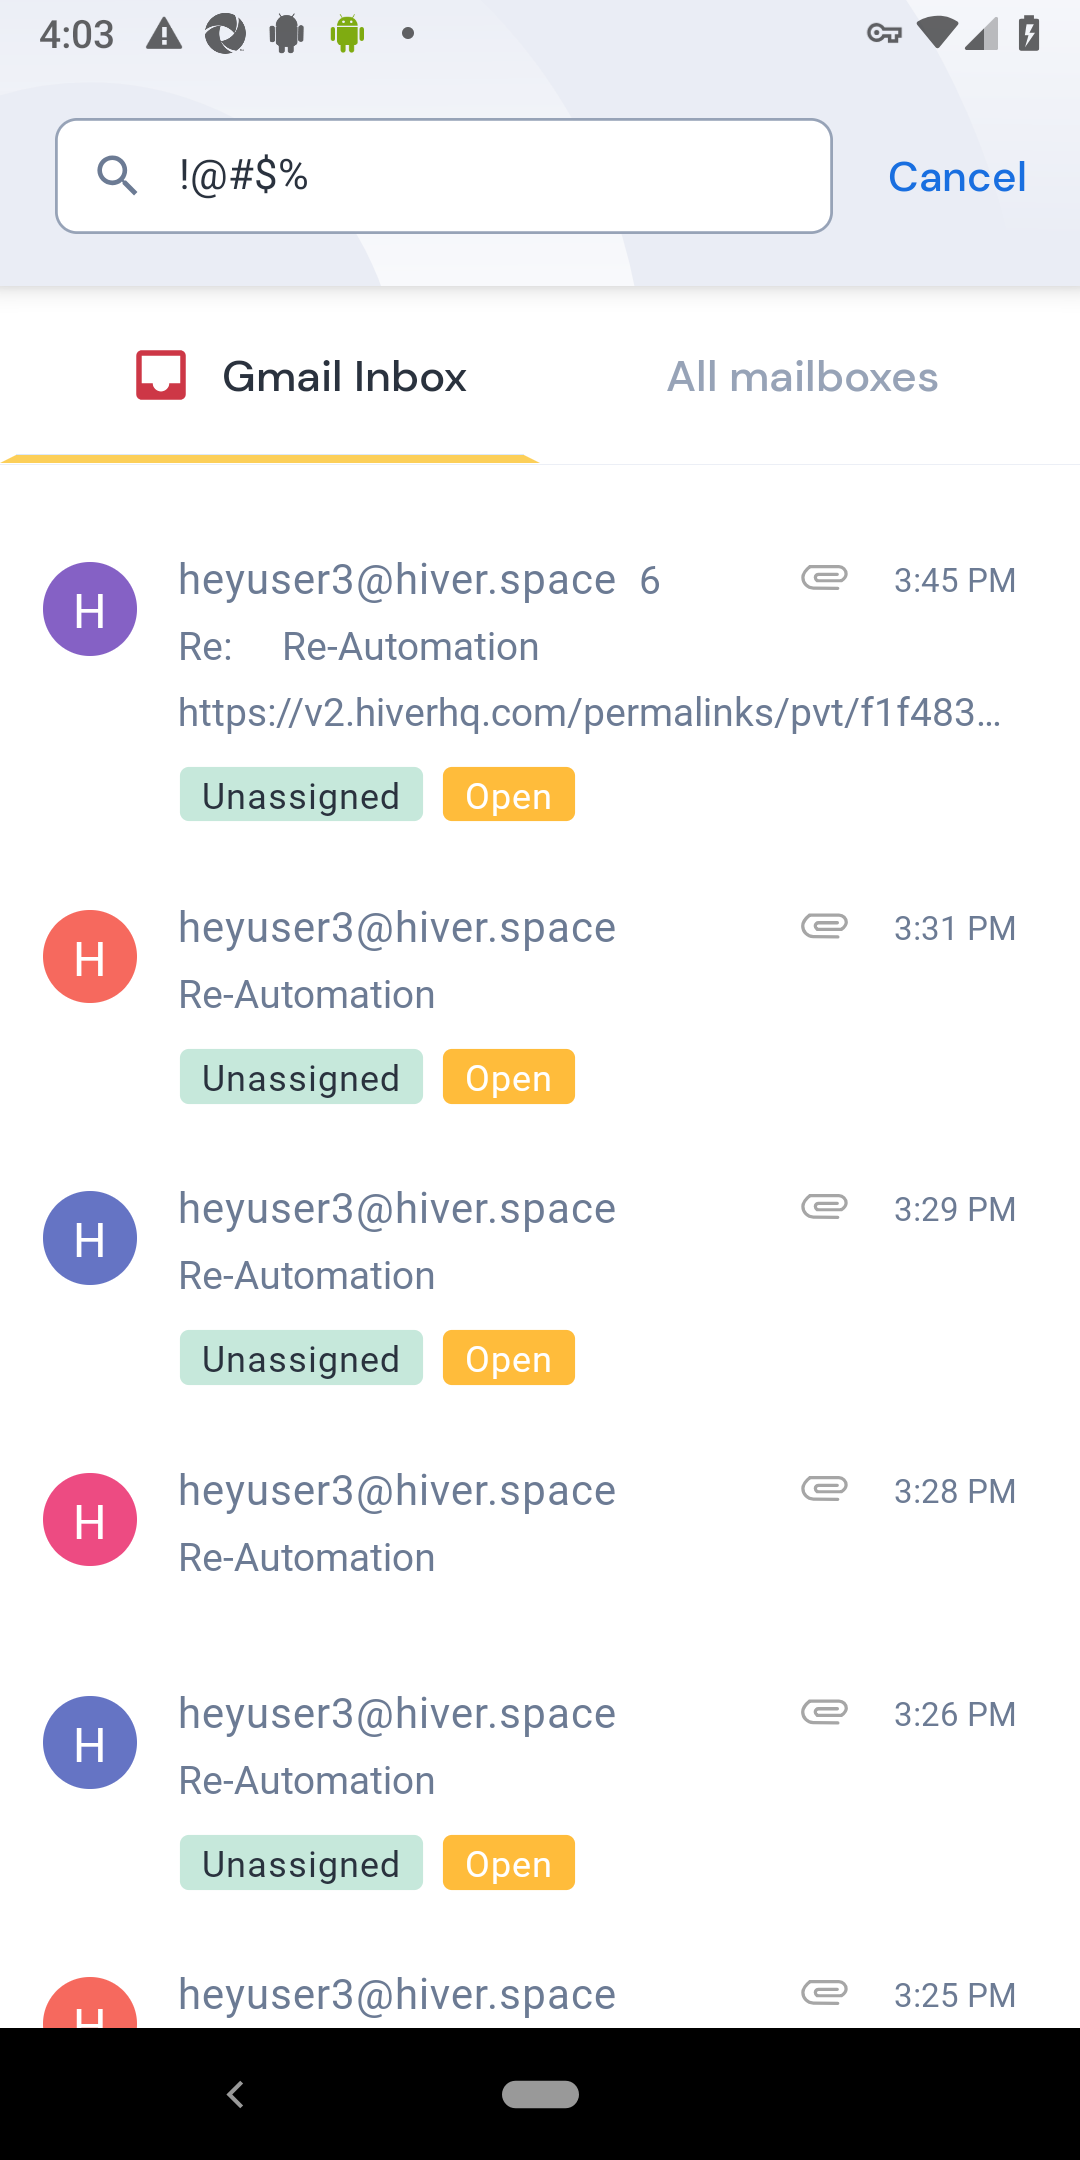 4:03
!@#$%
Cancel
Gmail Inbox
All mailboxes
H
heyuser3@hiver.space 6
3:45 PM
Re: Re-Automation
https://v2.hiverhq.com/permalinks/pvt/f1f483...
Unassigned Open
H
heyuser3@hiver.space
3:31 PM
Re-Automation
Unassigned Open
H
heyuser3@hiver.space
3:29 PM
Re-Automation
Unassigned Open
H
heyuser3@hiver.space
3:28 PM
Re-Automation
H
heyuser3@hiver.space
3:26 PM
Re-Automation
Unassigned Open
H
heyuser3@hiver.space
3:25 PM